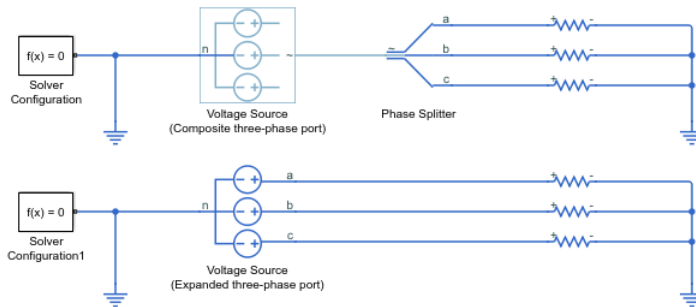 f(x) = 0
Solver
Configuration
n
- +
- +
- +
~
Voltage Source
(Composite three-phase port)
~
Phase Splitter
a
b
c
+ -
+ -
+ -
f(x) = 0
Solver
Configuration1
n
- +
- +
- +
Voltage Source
(Expanded three-phase port)
a
b
c
+ -
+ -
+ -